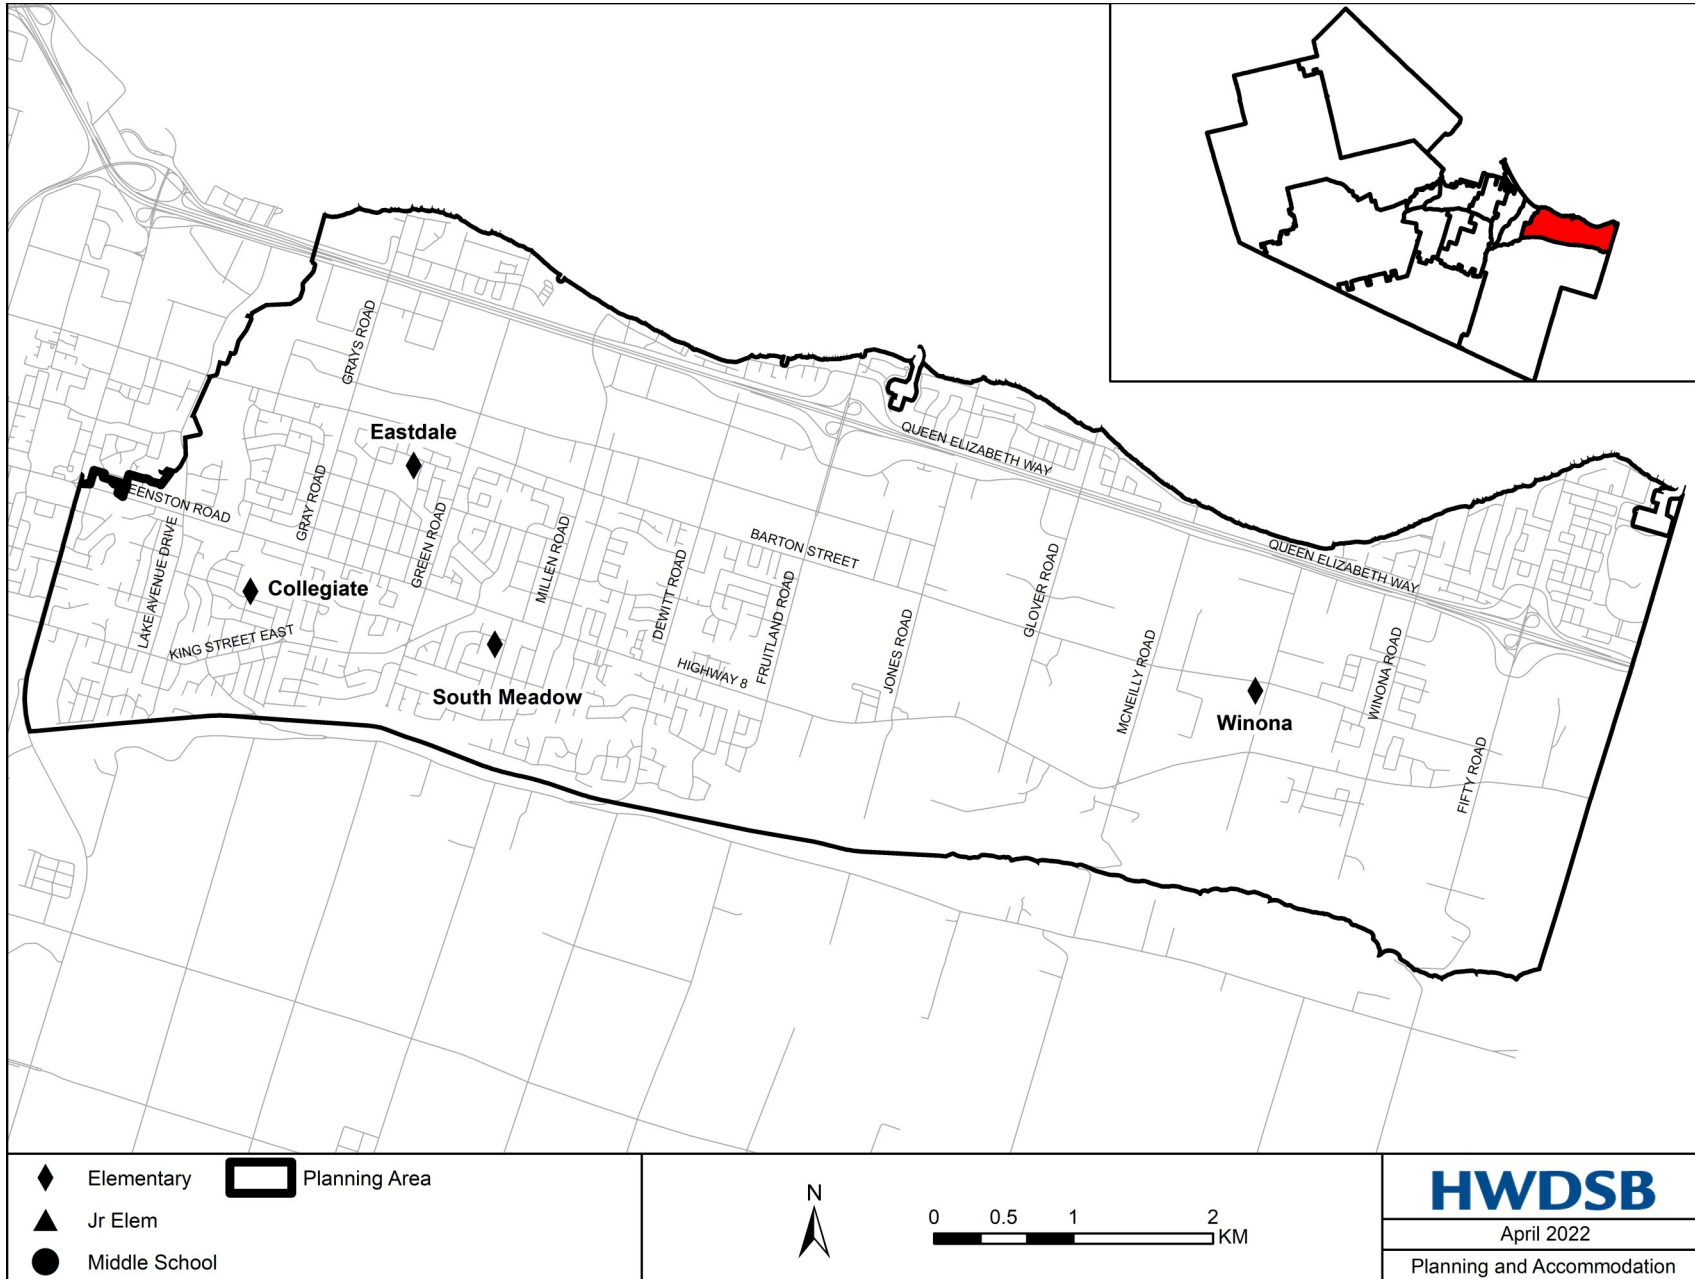 GRAYS ROAD
Eastdale
QUEEN ELIZABETH WAY
EENSTON ROAD
GRAY ROAD
GREEN ROAD
MILLEN ROAD
BARTON STREET
QUEEN ELIZABETH WAY
LAKE AVENUE DRIVE
Collegiate
DEWITT ROAD
FRUITLAND ROAD
GLOVER ROAD
JONES ROAD
MCNEILLY ROAD
WINONA ROAD
KING STREET EAST
HIGHWAY 8
South Meadow
Winona
FIFTY ROAD
Elementary
Planning Area
Jr Elem
Middle School
N
0 0.5 1 2
KM
HWDSB
April 2022
Planning and Accommodation